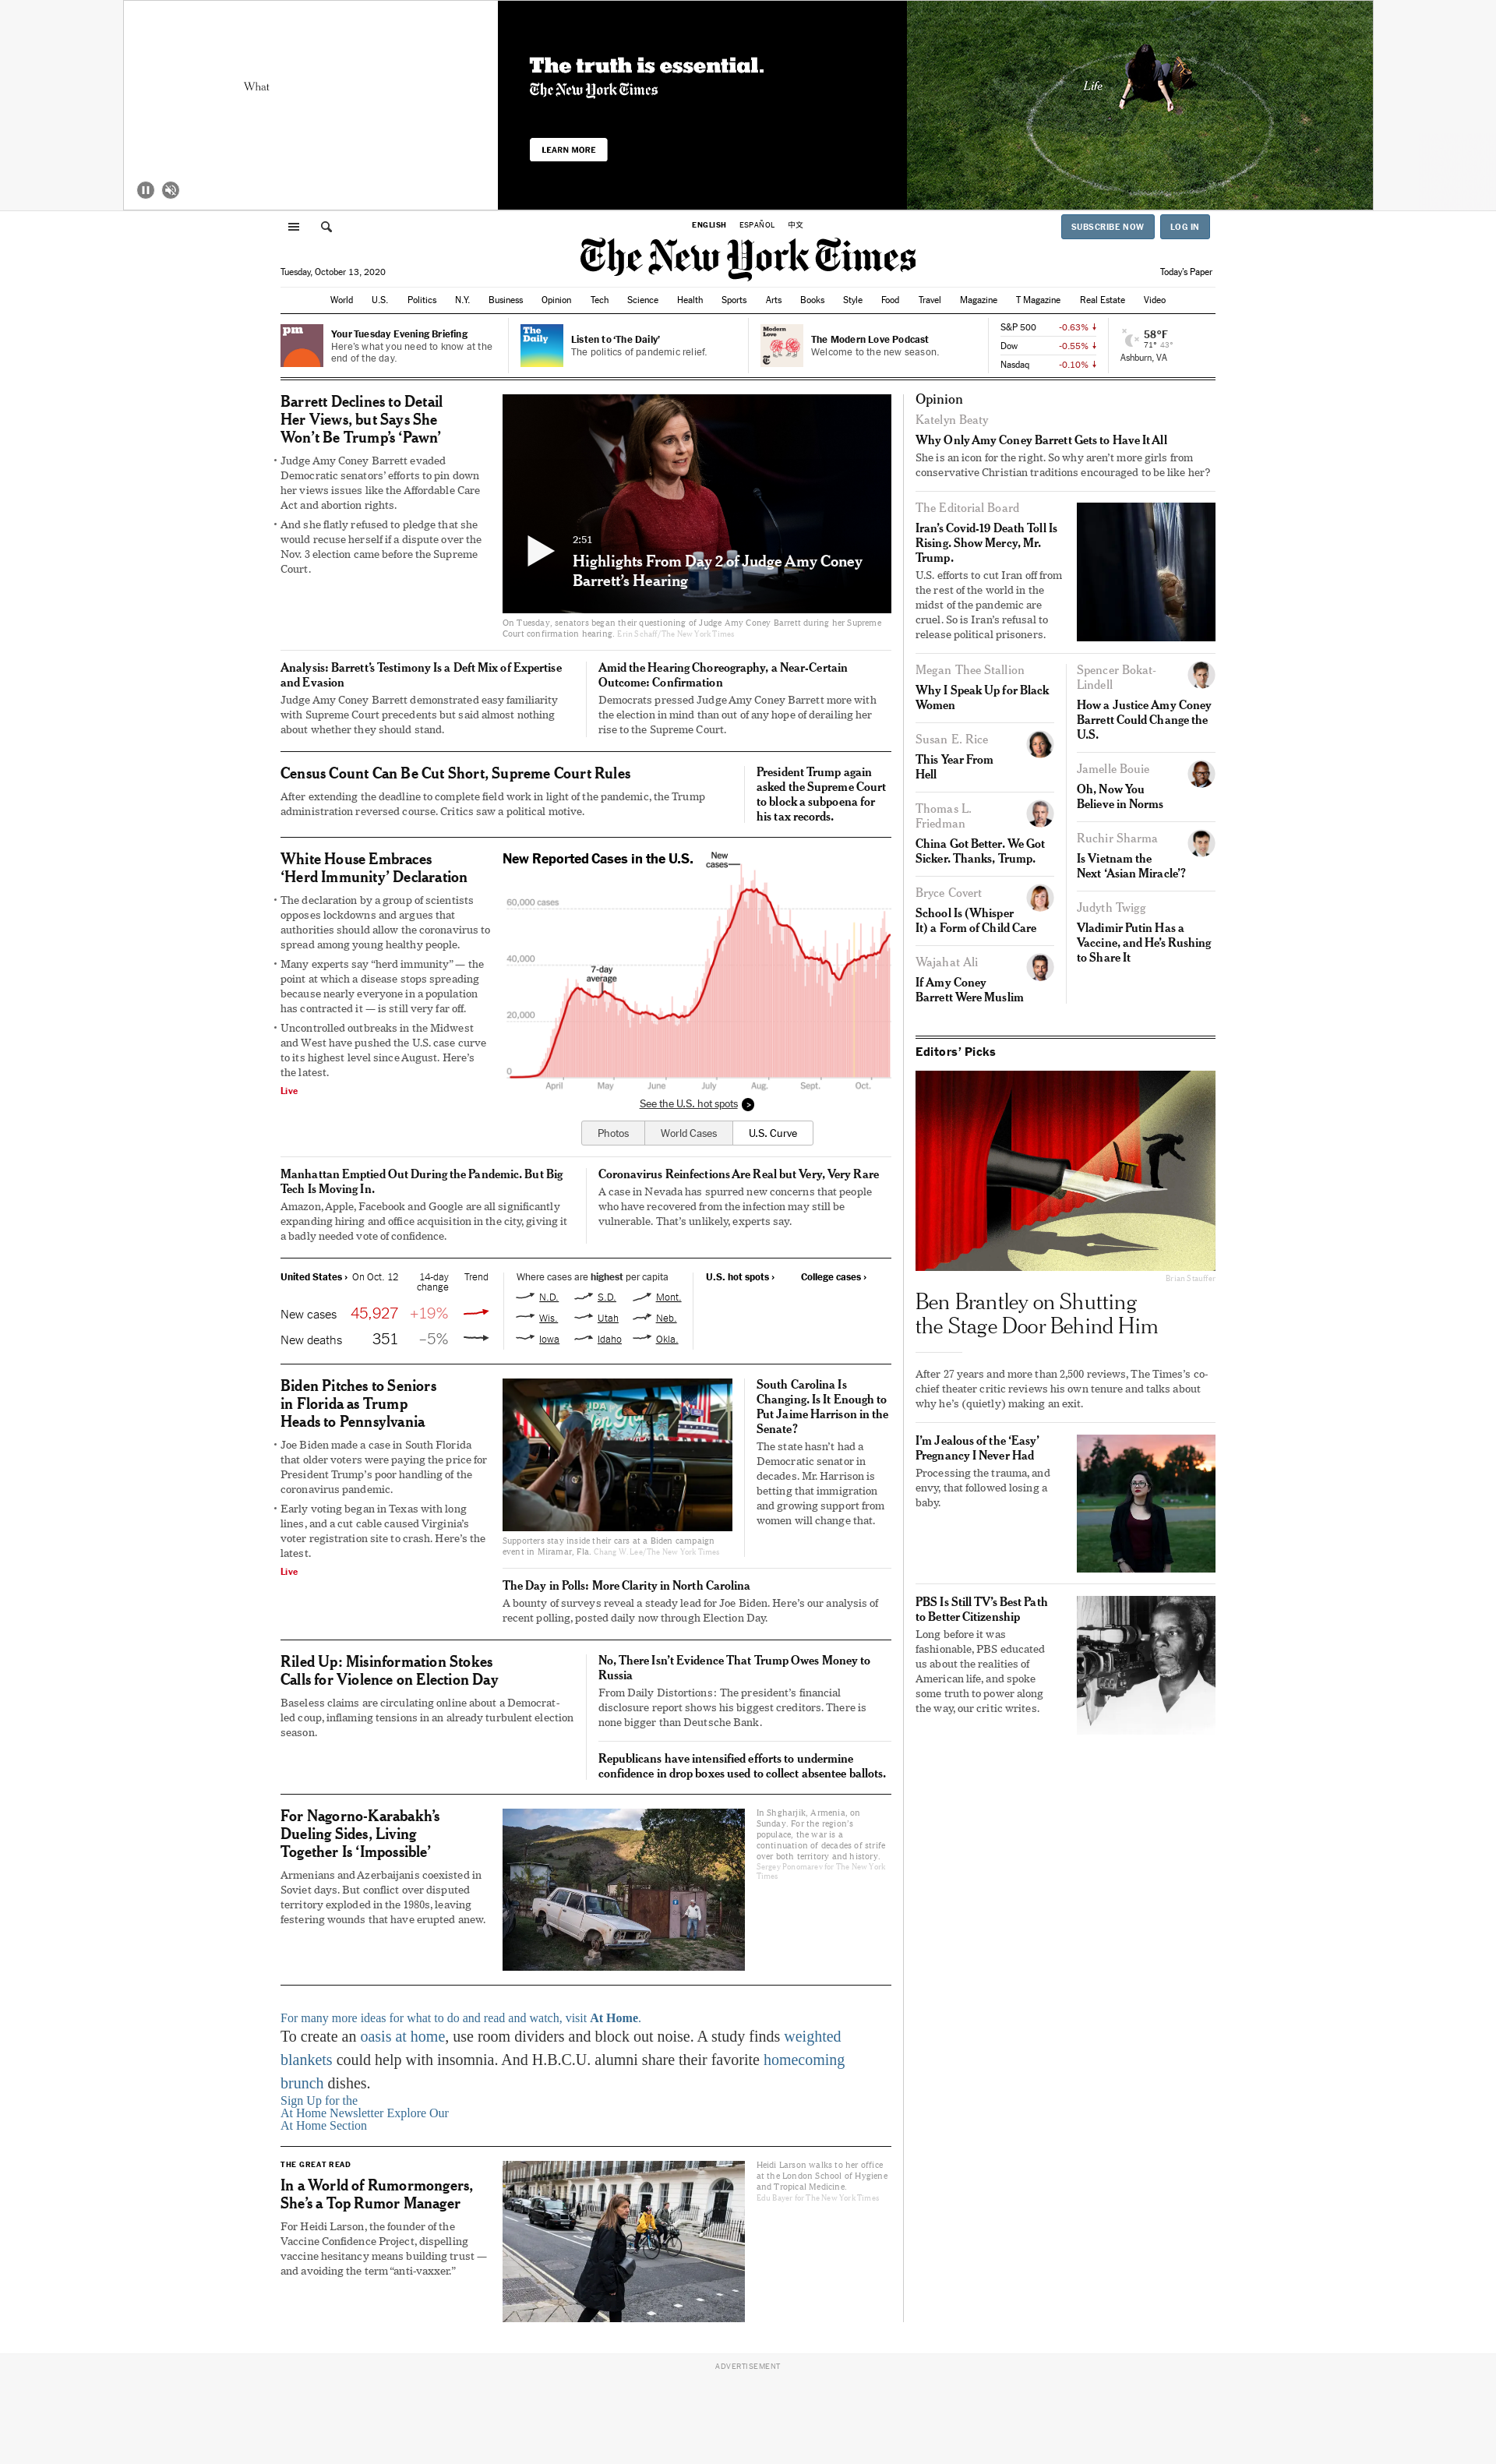 What
The truth is essential.
The New York Times
LEARN MORE
Life
ENGLISH ESPAÑOL 中文
SUBSCRIBE NOW LOG IN
The New York Times
Tuesday, October 13, 2020
Today's Paper
World U.S. Politics N.Y. Business Opinion Tech Science Health Sports Arts Books Style Food Travel Magazine T Magazine Real Estate Video
pm
Your Tuesday Evening Briefing
Here's what you need to know at the
end of the day.
The
Daily
Listen to 'The Daily'
The politics of pandemic relief.
Modern
Love
The Modern Love Podcast
Welcome to the new season.
S&P 500 -0.63%
Dow -0.55%
Nasdaq -0.10%
58°F
71° 43°
Ashburn, VA
Barrett Declines to Detail
Her Views, but Says She
Won't Be Trump's 'Pawn'
• Judge Amy Coney Barrett evaded
Democratic senators' efforts to pin down
her views issues like the Affordable Care
Act and abortion rights.
• And she flatly refused to pledge that she
would recuse herself if a dispute over the
Nov. 3 election came before the Supreme
Court.
2:51
Highlights From Day 2 of Judge Amy Coney
Barrett's Hearing
On Tuesday, senators began their questioning of Judge Amy Coney Barrett during her Supreme
Court confirmation hearing. Erin Schaff/The New York Times
Analysis: Barrett's Testimony Is a Deft Mix of Expertise
and Evasion
Judge Amy Coney Barrett demonstrated easy familiarity
with Supreme Court precedents but said almost nothing
about whether they should stand.
Amid the Hearing Choreography, a Near-Certain
Outcome: Confirmation
Democrats pressed Judge Amy Coney Barrett more with
the election in mind than out of any hope of derailing her
rise to the Supreme Court.
Census Count Can Be Cut Short, Supreme Court Rules
After extending the deadline to complete field work in light of the pandemic, the Trump
administration reversed course. Critics saw a political motive.
President Trump again
asked the Supreme Court
to block a subpoena for
his tax records.
White House Embraces
'Herd Immunity' Declaration
• The declaration by a group of scientists
opposes lockdowns and argues that
authorities should allow the coronavirus to
spread among young healthy people.
• Many experts say "herd immunity" — the
point at which a disease stops spreading
because nearly everyone in a population
has contracted it — is still very far off.
• Uncontrolled outbreaks in the Midwest
and West have pushed the U.S. case curve
to its highest level since August. Here's
the latest.
Live
New Reported Cases in the U.S.
New
cases
60,000 cases
40,000
7-day
average
20,000
0
April May June July Aug. Sept. Oct.
See the U.S. hot spots >
Photos World Cases U.S. Curve
Manhattan Emptied Out During the Pandemic. But Big
Tech Is Moving In.
Amazon, Apple, Facebook and Google are all significantly
expanding hiring and office acquisition in the city, giving it
a badly needed vote of confidence.
Coronavirus Reinfections Are Real but Very, Very Rare
A case in Nevada has spurred new concerns that people
who have recovered from the infection may still be
vulnerable. That's unlikely, experts say.
United States › On Oct. 12 14-day
change Trend
New cases 45,927 +19%
New deaths 351 –5%
Where cases are highest per capita
N.D. S.D. Mont.
Wis. Utah Neb.
Iowa Idaho Okla.
U.S. hot spots › College cases ›
Biden Pitches to Seniors
in Florida as Trump
Heads to Pennsylvania
• Joe Biden made a case in South Florida
that older voters were paying the price for
President Trump's poor handling of the
coronavirus pandemic.
• Early voting began in Texas with long
lines, and a cut cable caused Virginia's
voter registration site to crash. Here's the
latest.
Live
Supporters stay inside their cars at a Biden campaign
event in Miramar, Fla. Chang W. Lee/The New York Times
South Carolina Is
Changing. Is It Enough to
Put Jaime Harrison in the
Senate?
The state hasn't had a
Democratic senator in
decades. Mr. Harrison is
betting that immigration
and growing support from
women will change that.
The Day in Polls: More Clarity in North Carolina
A bounty of surveys reveal a steady lead for Joe Biden. Here's our analysis of
recent polling, posted daily now through Election Day.
Riled Up: Misinformation Stokes
Calls for Violence on Election Day
Baseless claims are circulating online about a Democrat-
led coup, inflaming tensions in an already turbulent election
season.
No, There Isn't Evidence That Trump Owes Money to
Russia
From Daily Distortions: The president's financial
disclosure report shows his biggest creditors. There is
none bigger than Deutsche Bank.
Republicans have intensified efforts to undermine
confidence in drop boxes used to collect absentee ballots.
For Nagorno-Karabakh's
Dueling Sides, Living
Together Is 'Impossible'
Armenians and Azerbaijanis coexisted in
Soviet days. But conflict over disputed
territory exploded in the 1980s, leaving
festering wounds that have erupted anew.
In Shgharjik, Armenia, on
Sunday. For the region's
populace, the war is a
continuation of decades of strife
over both territory and history.
Sergey Ponomarev for The New York
Times
For many more ideas for what to do and read and watch, visit At Home.
To create an oasis at home, use room dividers and block out noise. A study finds weighted
blankets could help with insomnia. And H.B.C.U. alumni share their favorite homecoming
brunch dishes.
Sign Up for the
At Home Newsletter Explore Our
At Home Section
THE GREAT READ
In a World of Rumormongers,
She's a Top Rumor Manager
For Heidi Larson, the founder of the
Vaccine Confidence Project, dispelling
vaccine hesitancy means building trust —
and avoiding the term "anti-vaxxer."
Heidi Larson walks to her office
at the London School of Hygiene
and Tropical Medicine.
Edu Bayer for The New York Times
Opinion
Katelyn Beaty
Why Only Amy Coney Barrett Gets to Have It All
She is an icon for the right. So why aren't more girls from
conservative Christian traditions encouraged to be like her?
The Editorial Board
Iran's Covid-19 Death Toll Is
Rising. Show Mercy, Mr.
Trump.
U.S. efforts to cut Iran off from
the rest of the world in the
midst of the pandemic are
cruel. So is Iran's refusal to
release political prisoners.
Megan Thee Stallion
Why I Speak Up for Black
Women
Susan E. Rice
This Year From
Hell
Thomas L.
Friedman
China Got Better. We Got
Sicker. Thanks, Trump.
Bryce Covert
School Is (Whisper
It) a Form of Child Care
Wajahat Ali
If Amy Coney
Barrett Were Muslim
Spencer Bokat-
Lindell
How a Justice Amy Coney
Barrett Could Change the
U.S.
Jamelle Bouie
Oh, Now You
Believe in Norms
Ruchir Sharma
Is Vietnam the
Next 'Asian Miracle'?
Judyth Twigg
Vladimir Putin Has a
Vaccine, and He's Rushing
to Share It
Editors' Picks
Brian Stauffer
Ben Brantley on Shutting
the Stage Door Behind Him
After 27 years and more than 2,500 reviews, The Times's co-
chief theater critic reviews his own tenure and talks about
why he's (quietly) making an exit.
I'm Jealous of the 'Easy'
Pregnancy I Never Had
Processing the trauma, and
envy, that followed losing a
baby.
PBS Is Still TV's Best Path
to Better Citizenship
Long before it was
fashionable, PBS educated
us about the realities of
American life, and spoke
some truth to power along
the way, our critic writes.
ADVERTISEMENT